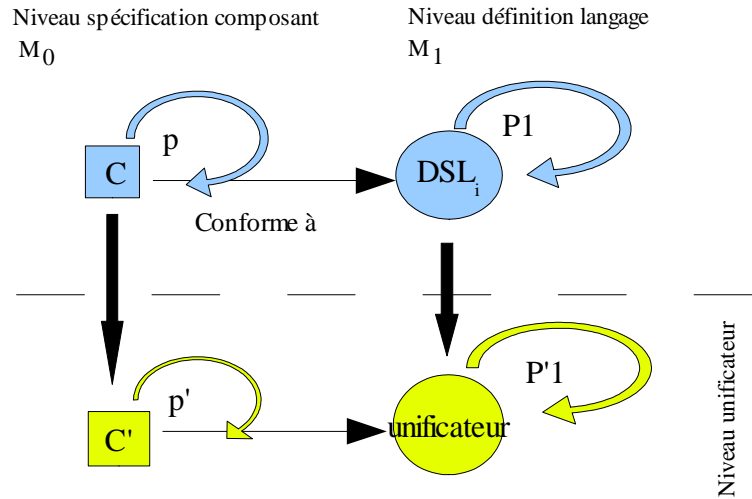 Niveau spécification composant
M0
Niveau définition langage
M1
p
P1
C
DSLi
Conforme à
p'
P'1
C'
unificateur
Niveau unificateur